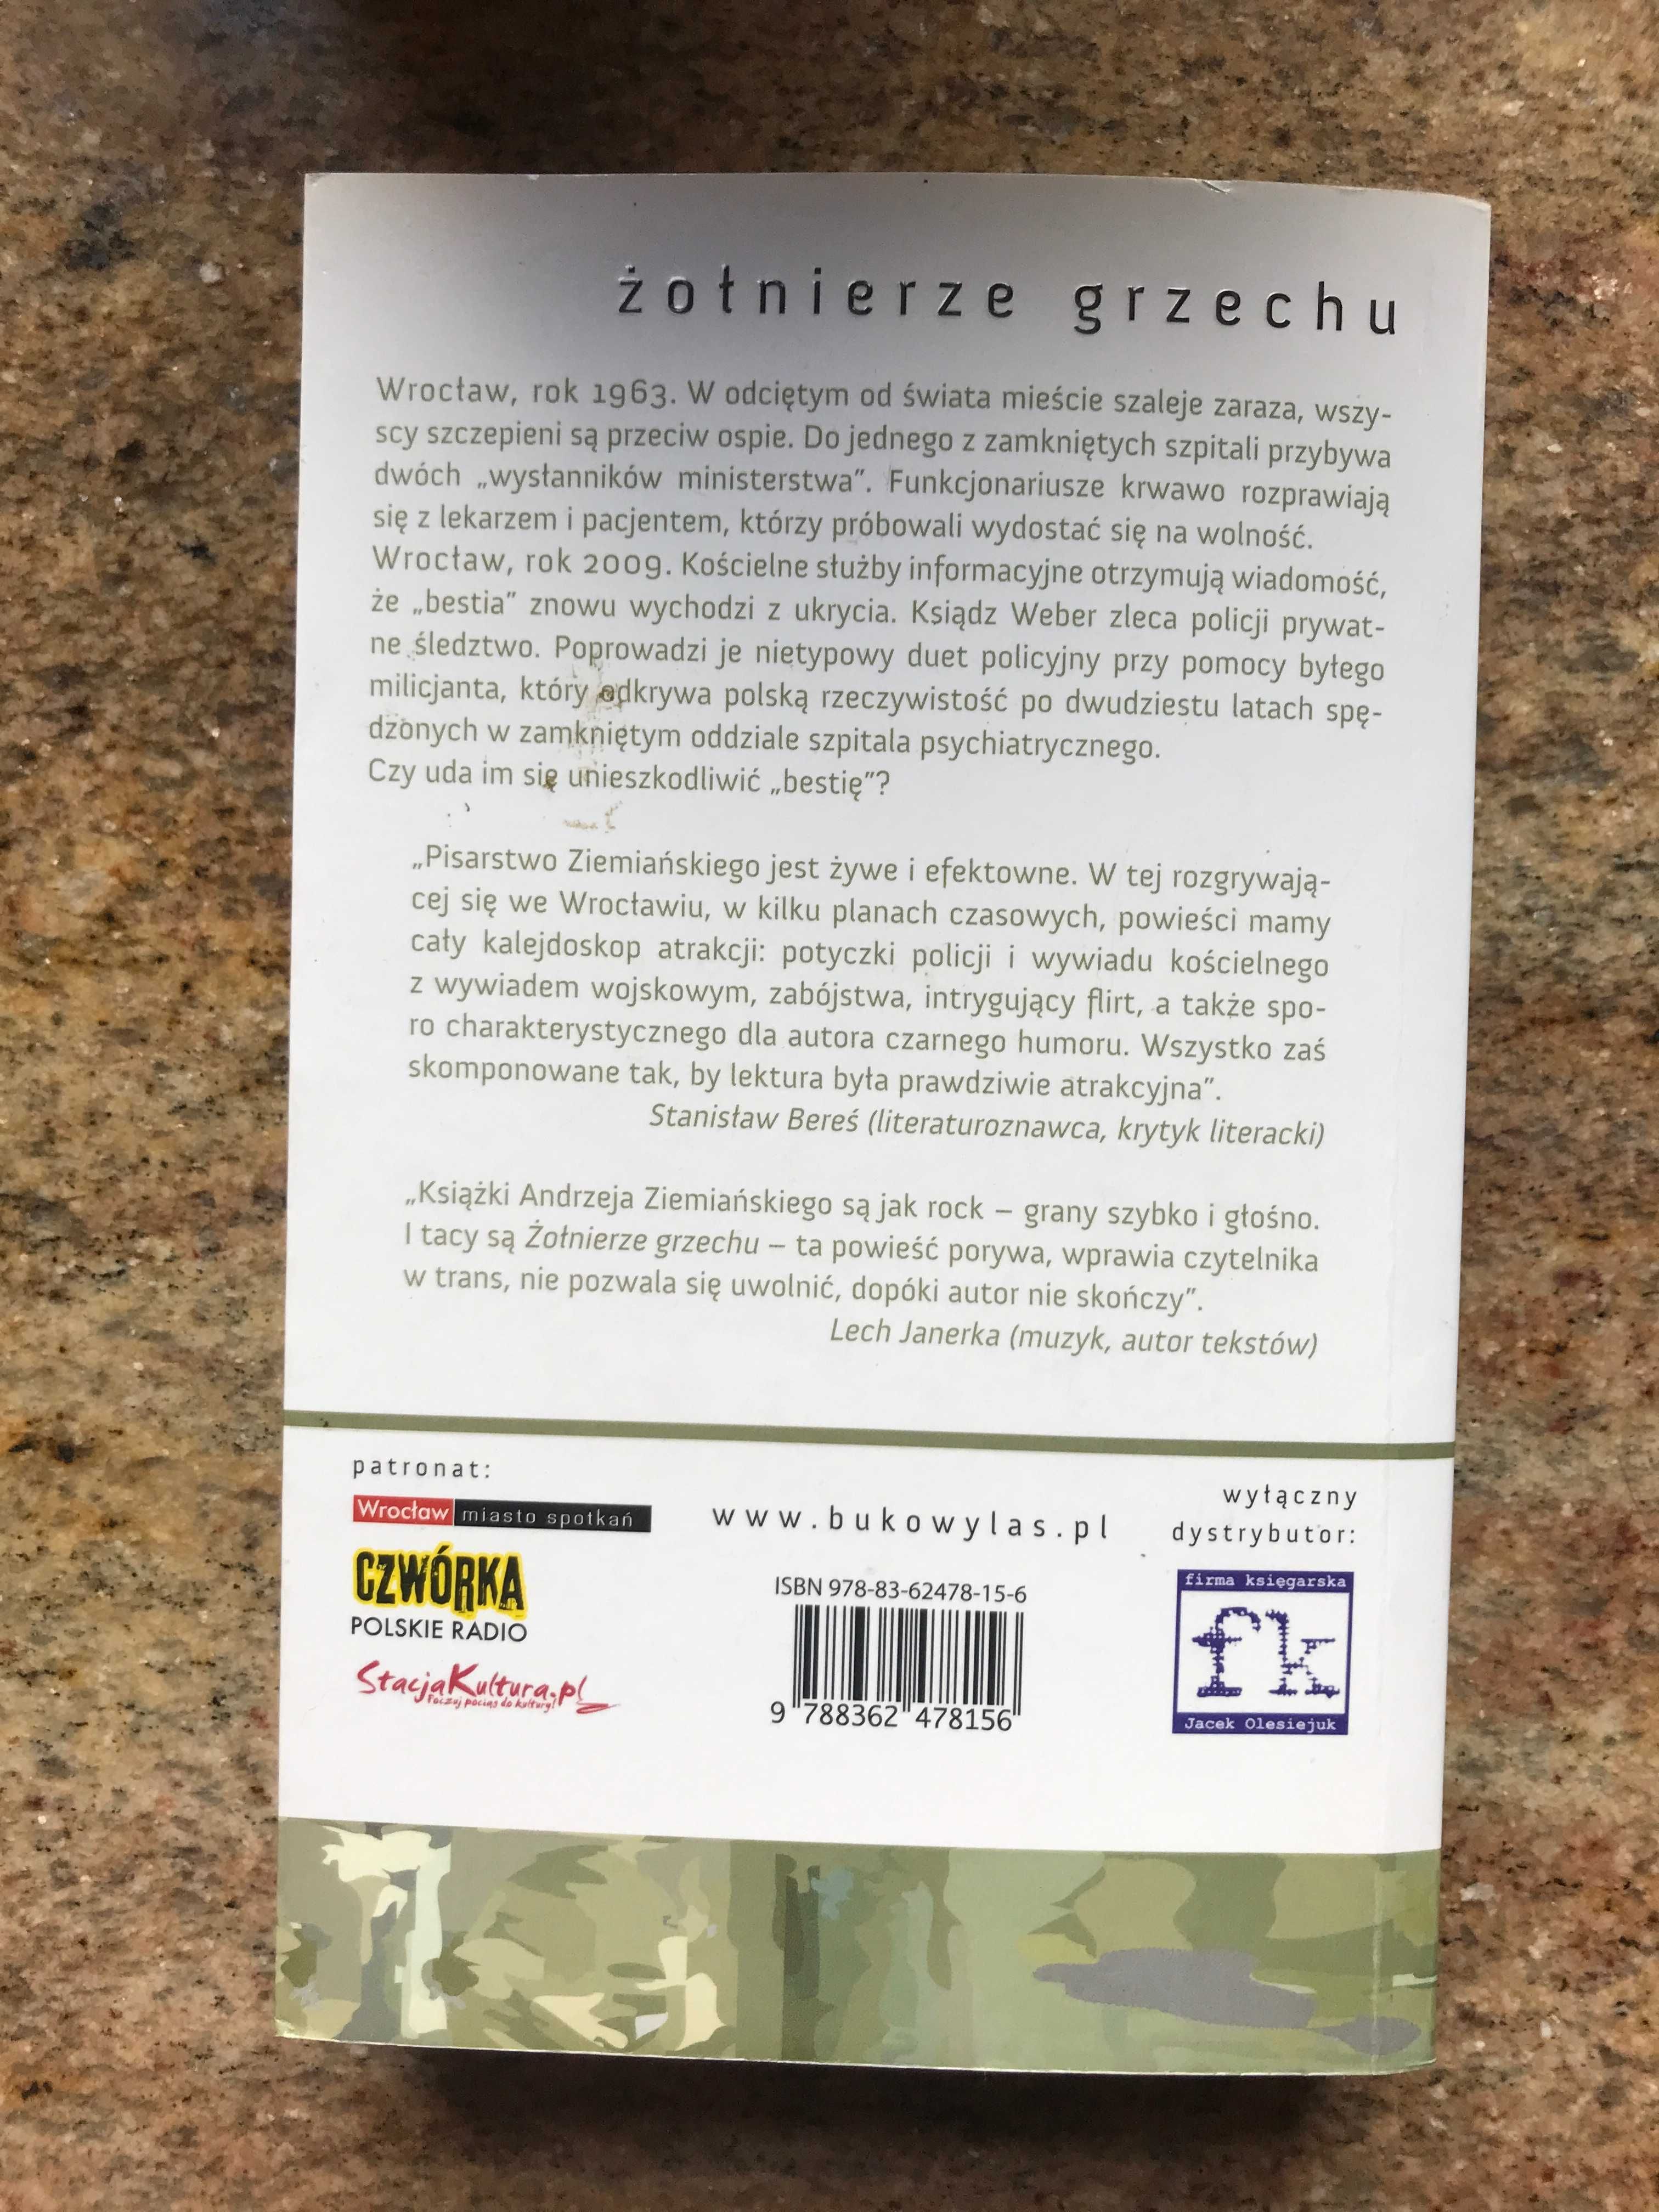 żołnierze grzechu
Wrocław, rok 1963. W odciętym od świata mieście szaleje zaraza, wszy-
scy szczepieni są przeciw ospie. Do jednego z zamkniętych szpitali przybywa
dwóch „wysłanników ministerstwa”. Funkcjonariusze krwawo rozprawiają
się z lekarzem i pacjentem, którzy próbowali wydostać się na wolność.
Wrocław, rok 2009. Kościelne służby informacyjne otrzymują wiadomość,
że „bestia” znowu wychodzi z ukrycia. Ksiądz Weber zleca policji prywat-
ne śledztwo. Poprowadzi je nietypowy duet policyjny przy pomocy byłego
milicjanta, który odkrywa polską rzeczywistość po dwudziestu latach spę-
dzonych w zamkniętym oddziale szpitala psychiatrycznego.
Czy uda im się unieszkodliwić „bestię”?
„Pisarstwo Ziemiańskiego jest żywe i efektowne. W tej rozgrywają-
cej się we Wrocławiu, w kilku planach czasowych, powieści mamy
cały kalejdoskop atrakcji: potyczki policji i wywiadu kościelnego
z wywiadem wojskowym, zabójstwa, intrygujący flirt, a także spo-
ro charakterystycznego dla autora czarnego humoru. Wszystko zaś
skomponowane tak, by lektura była prawdziwie atrakcyjna”.
Stanisław Bereś (literaturoznawca, krytyk literacki)
„Książki Andrzeja Ziemiańskiego są jak rock – grany szybko i głośno.
I tacy są Żołnierze grzechu – ta powieść porywa, wprawia czytelnika
w trans, nie pozwala się uwolnić, dopóki autor nie skończy”.
Lech Janerka (muzyk, autor tekstów)
patronat:
Wrocław miasto spotkań
CZWÓRKA
POLSKIE RADIO
StacjaKultura.pl
Poczuj pociąg do kultury!
www.bukowylas.pl
ISBN 978-83-62478-15-6
9 788362 478156
wyłączny
dystrybutor:
firma księgarska
fk
Jacek Olesiejuk